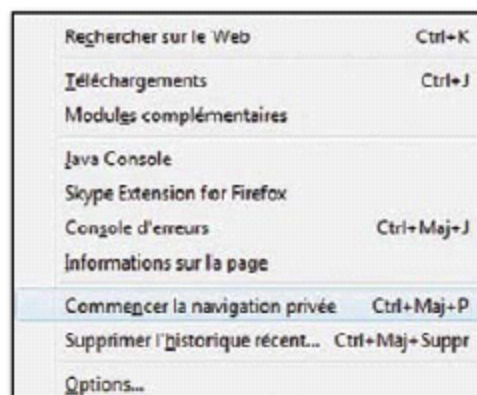 Rechercher sur le Web Ctrl+K
Téléchargements Ctrl+J
Modules complémentaires
Java Console
Skype Extension for Firefox
Console d'erreurs Ctrl+Maj+J
Informations sur la page
Commencer la navigation privée Ctrl+Maj+P
Supprimer l'historique récent... Ctrl+Maj+Suppr
Options...